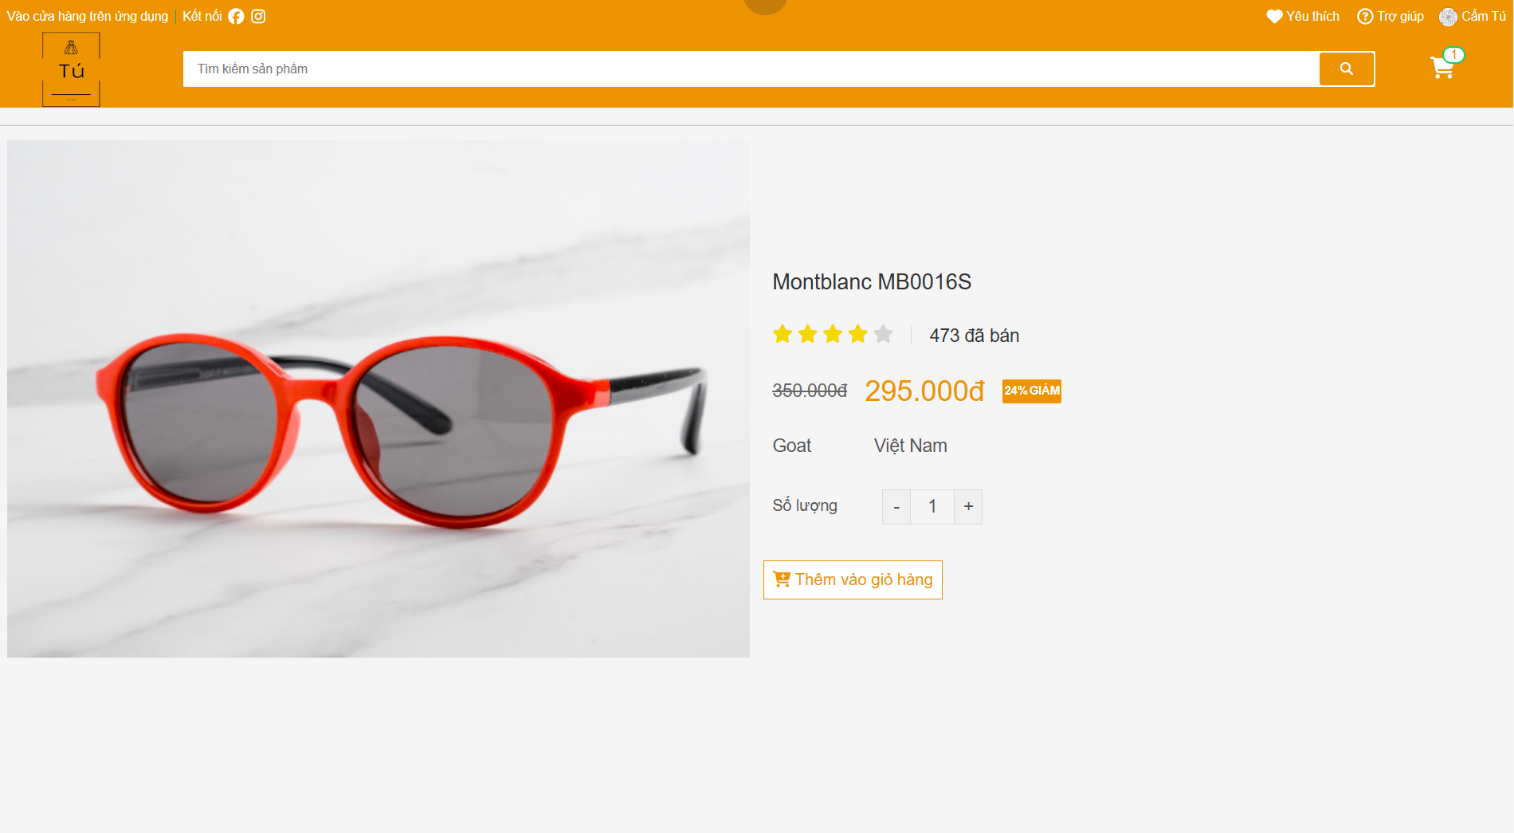 Vào cửa hàng trên ứng dụng Kết nối
Yêu thích Trợ giúp Cẩm Tú
Tú
Tìm kiếm sản phẩm
1
Montblanc MB0016S
473 đã bán
350.000đ 295.000đ 24% GIẢM
Goat Việt Nam
Số lượng - 1 +
Thêm vào giỏ hàng